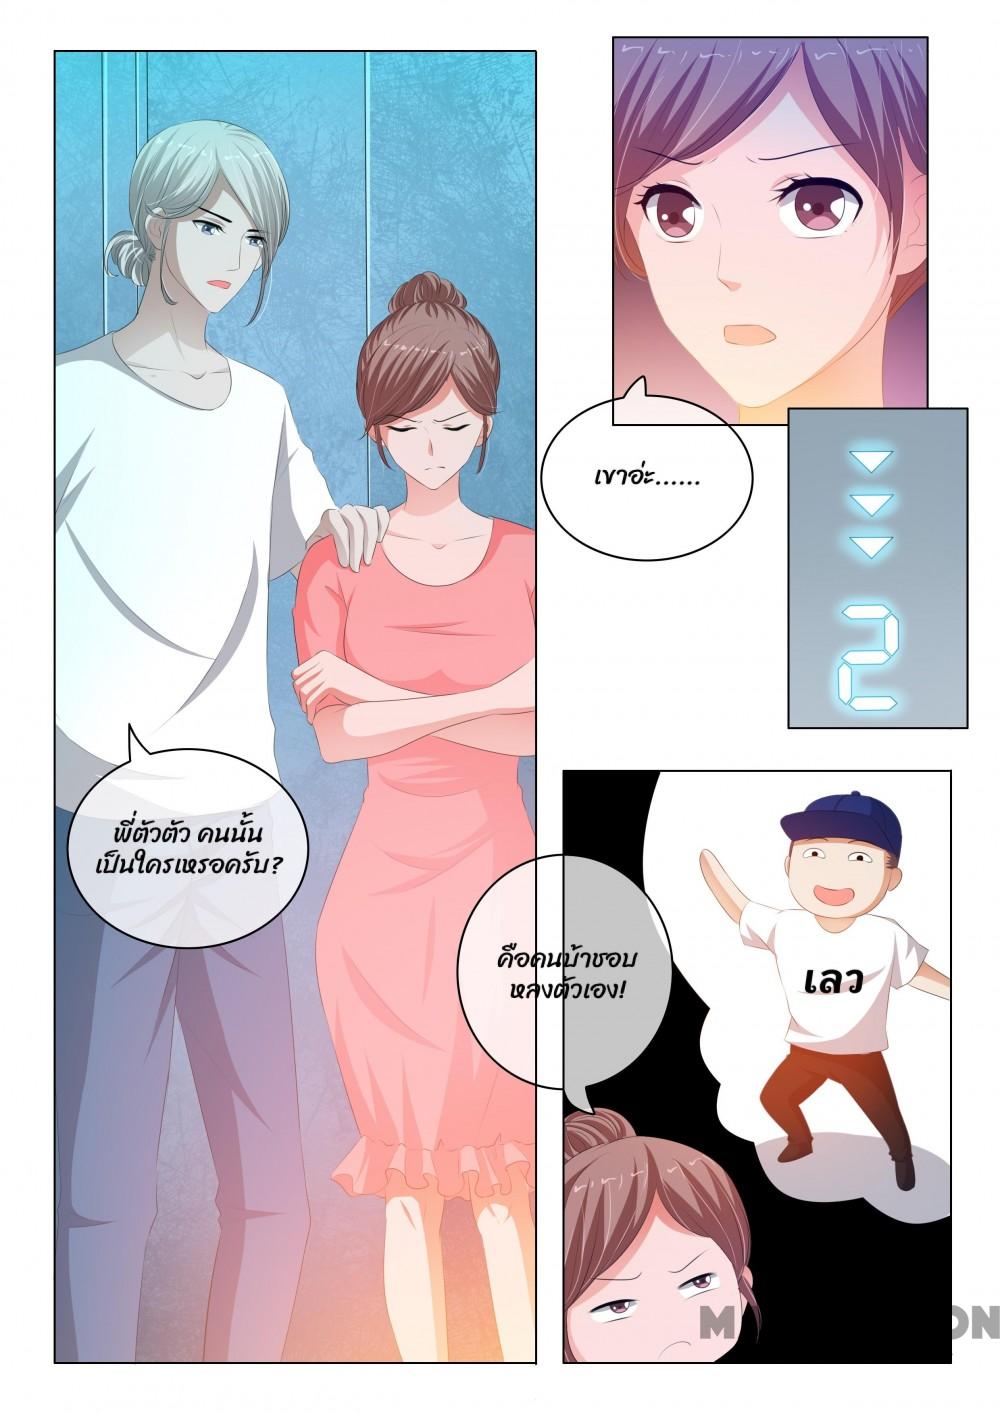 เขาอ่ะ......
2
พี่ตัวตัว คนนั้น
เป็นใครเหรอครับ?
คือคนบ้าชอบ
หลงตัวเอง!
เลว